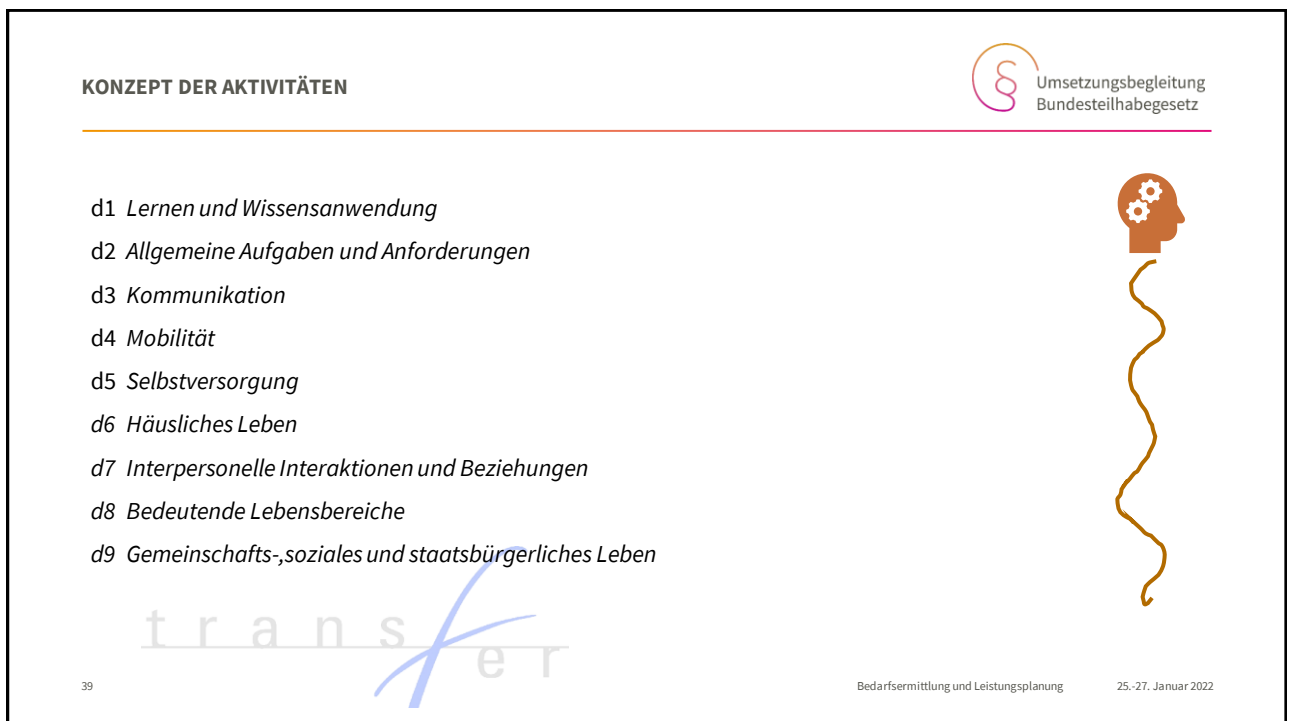 KONZEPT DER AKTIVITÄTEN
§ Umsetzungsbegleitung
Bundesteilhabegesetz
d1 Lernen und Wissensanwendung
d2 Allgemeine Aufgaben und Anforderungen
d3 Kommunikation
d4 Mobilität
d5 Selbstversorgung
d6 Häusliches Leben
d7 Interpersonelle Interaktionen und Beziehungen
d8 Bedeutende Lebensbereiche
d9 Gemeinschafts-,soziales und staatsbürgerliches Leben
transfer
39 Bedarfsermittlung und Leistungsplanung 25.-27. Januar 2022